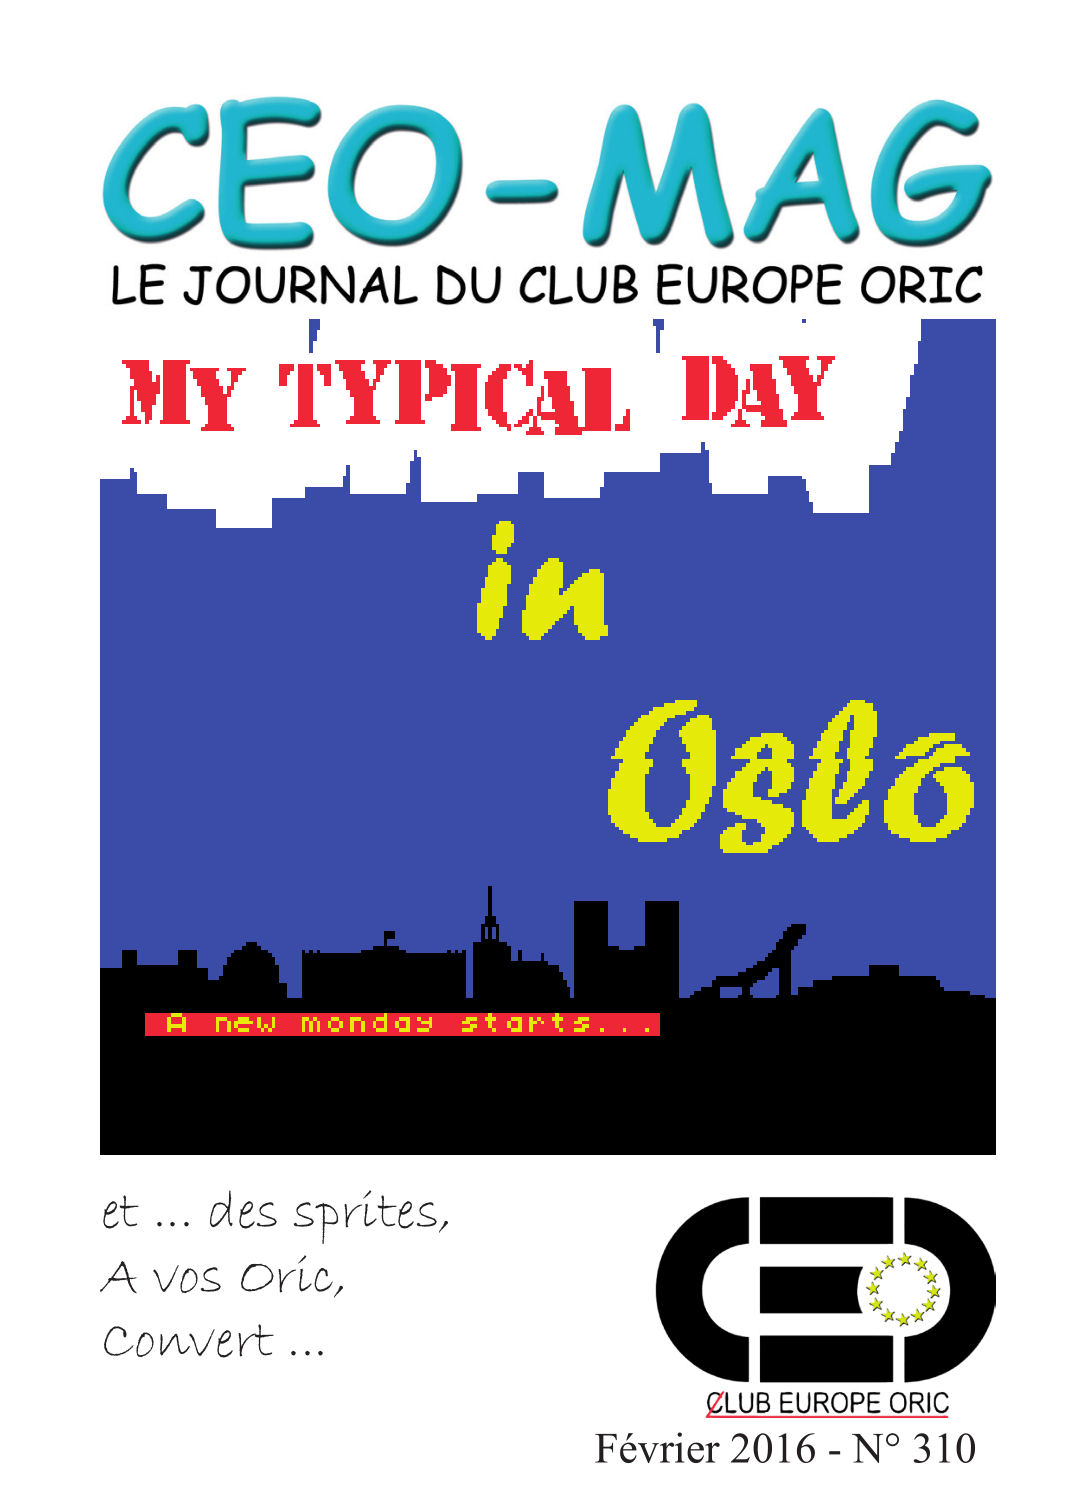 CEO-MAG
LE JOURNAL DU CLUB EUROPE ORIC
MY TYPICAL DAY
in
Oslo
A new monday starts...
et ... des sprites,
A vos Oric,
Convert ...
CEO
CLUB EUROPE ORIC
Février 2016 - N° 310